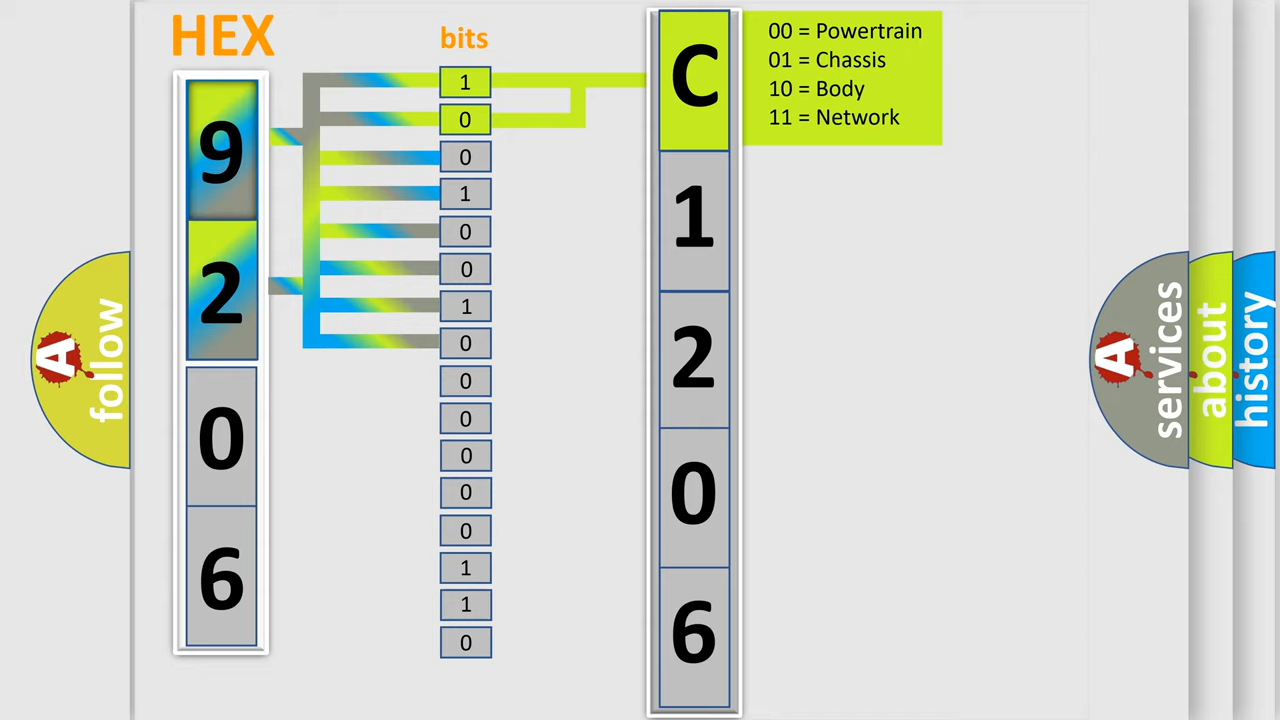 HEX
bits
9
2
0
6
1
0
0
1
0
0
1
0
0
0
0
0
0
1
1
0
C
1
2
0
6
00 = Powertrain
01 = Chassis
10 = Body
11 = Network
A
follow
A
services
about
history